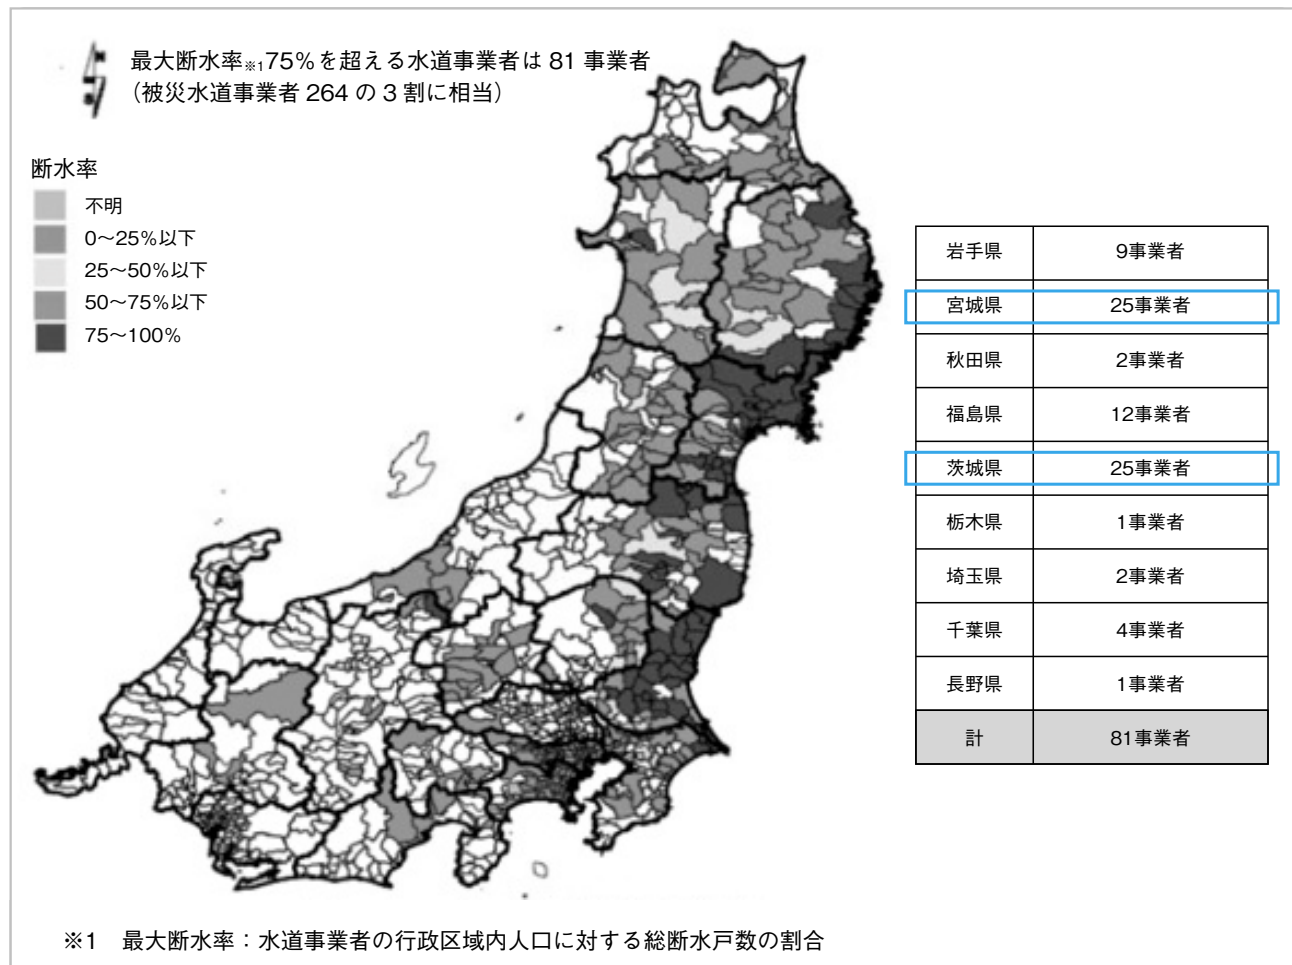 最大断水率※175%を超える水道事業者は 81 事業者
（被災水道事業者 264 の 3 割に相当）
断水率
不明
0〜25%以下
25〜50%以下
50〜75%以下
75〜100%
岩手県 9事業者
宮城県 25事業者
秋田県 2事業者
福島県 12事業者
茨城県 25事業者
栃木県 1事業者
埼玉県 2事業者
千葉県 4事業者
長野県 1事業者
計 81事業者
※1 最大断水率：水道事業者の行政区域内人口に対する総断水戸数の割合